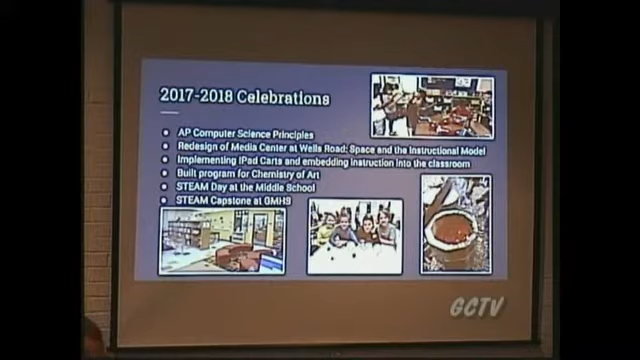 2017-2018 Celebrations
AP Computer Science Principles
Redesign of Media Center at Wells Road: Space and the Instructional Model
Implementing iPad Carts and embedding instruction into the classroom
Built program for Chemistry of Art
STEAM Day at the Middle School
STEAM Capstone at GMHS
GCTV